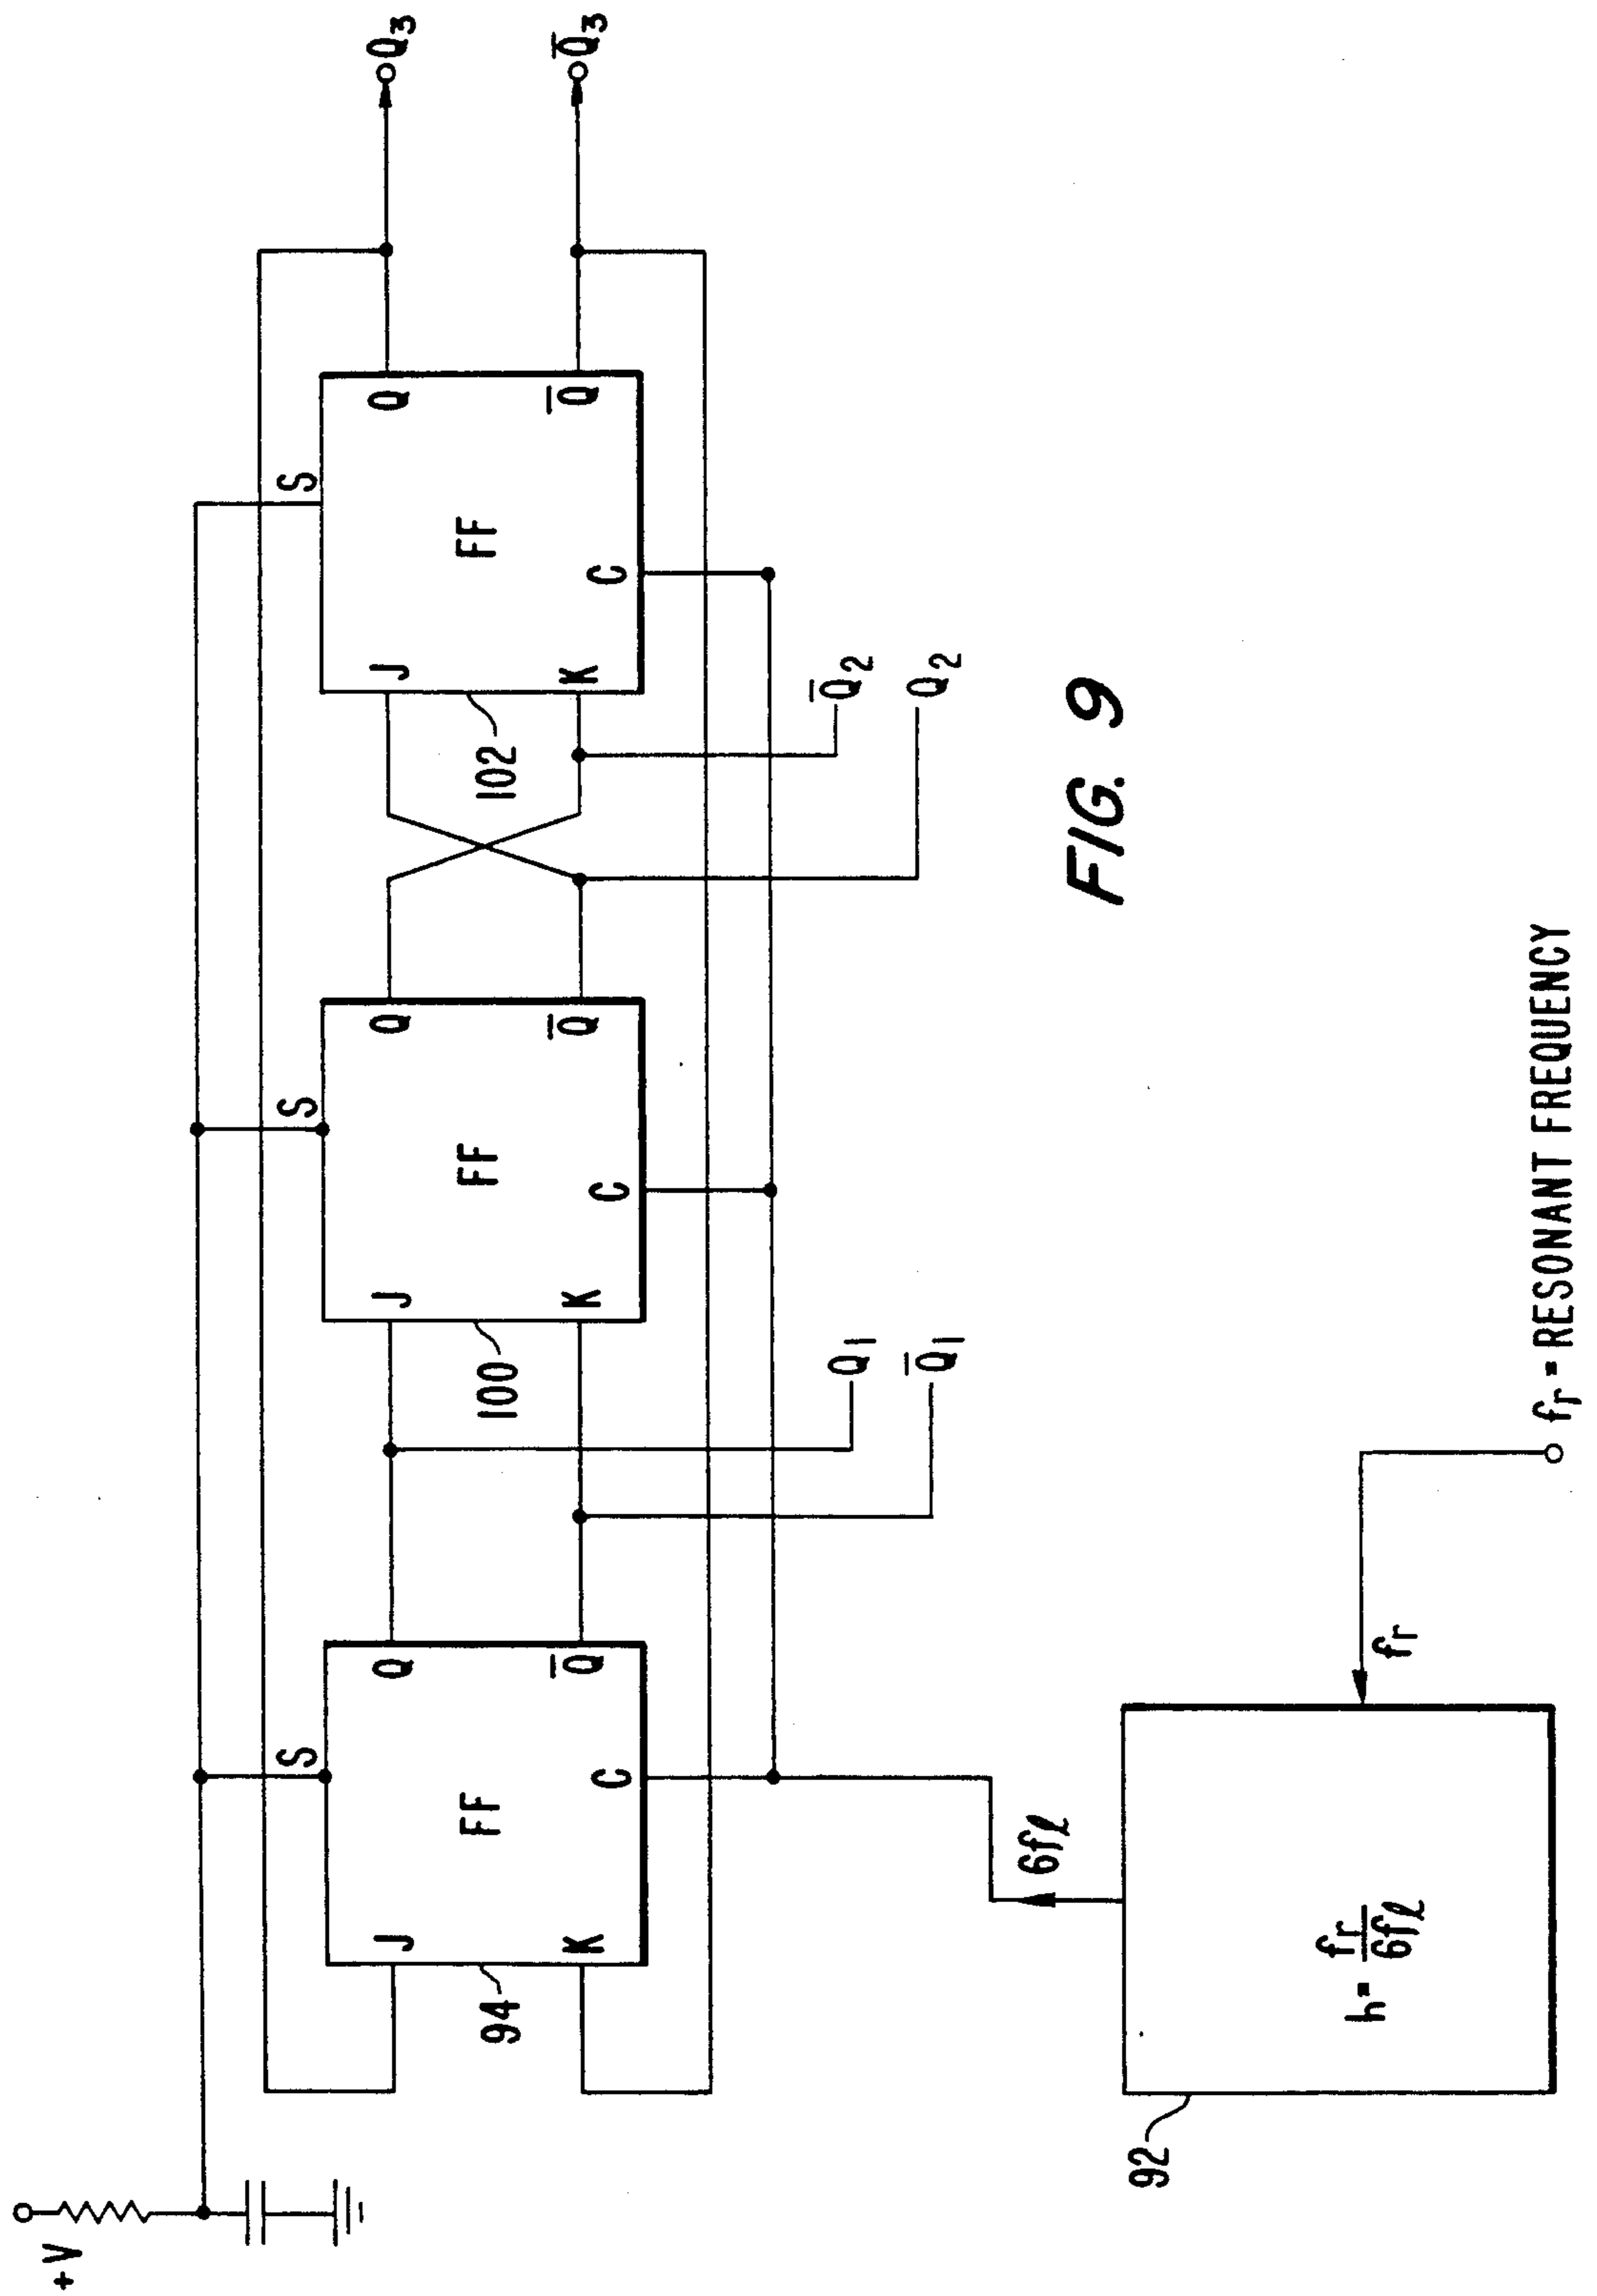 +V
S
S
S
J
Q
J
Q
J
Q
Q₃
FF
FF
FF
94
100
102
K
Q̅
K
Q̅
K
Q̅
Q̅₃
C
C
C
Q₁
Q̅₁
Q̅₂
Q₂
6fℓ
FIG. 9
92
h = fr/6fℓ
fr
fr = RESONANT FREQUENCY